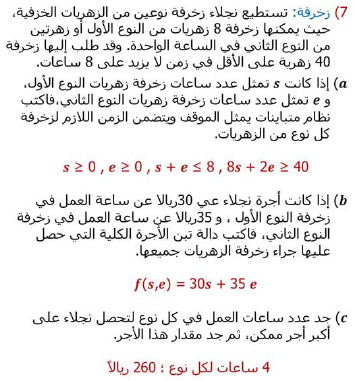 7) زخرفة: تستطيع نجلاء زخرفة نوعين من الزهريات الخزفية،
حيث يمكنها زخرفة 8 زهريات من النوع الأول أو زهرتين
من النوع الثاني في الساعة الواحدة. وقد طلب إليها زخرفة
40 زهرية على الأقل في زمن لا يزيد على 8 ساعات.
a) إذا كانت s تمثل عدد ساعات زخرفة زهريات النوع الأول،
و e تمثل عدد ساعات زخرفة زهريات النوع الثاني،فاكتب
نظام متباينات يمثل الموقف ويتضمن الزمن اللازم لزخرفة
كل نوع من الزهريات.
s ≥ 0 , e ≥ 0 , s + e ≤ 8 , 8s + 2e ≥ 40
b) إذا كانت أجرة نجلاء عي 30ريالا عن ساعة العمل في
زخرفة النوع الأول ، و 35ريالا عن ساعة العمل في زخرفة
النوع الثاني، فاكتب دالة تبن الأجرة الكلية التي حصل
عليها جراء زخرفة الزهريات جميعها.
f(s,e) = 30s + 35 e
c) جد عدد ساعات العمل في كل نوع لتحصل نجلاء على
أكبر أجر ممكن، ثم جد مقدار هذا الأجر.
4 ساعات لكل نوع ؛ 260 ريالاً